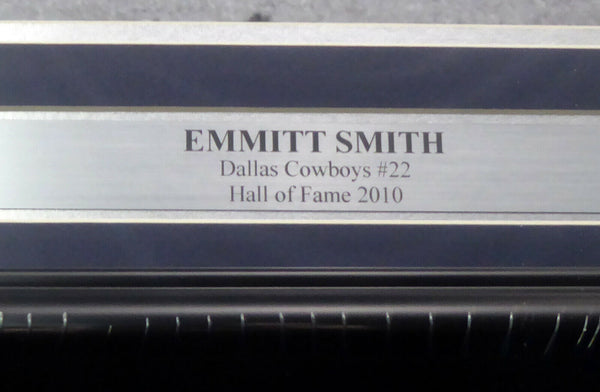 EMMITT SMITH
Dallas Cowboys #22
Hall of Fame 2010